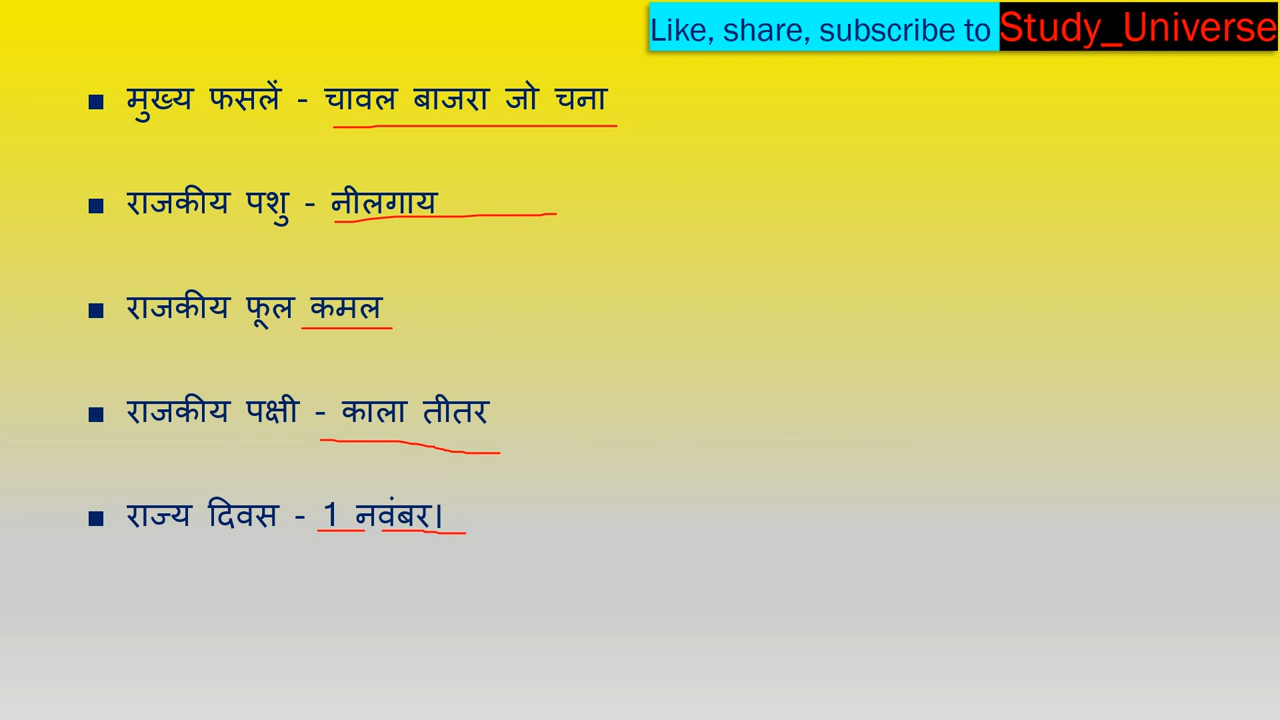 Like, share, subscribe to Study_Universe
▪ मुख्य फसलें - चावल बाजरा जो चना
▪ राजकीय पशु - नीलगाय
▪ राजकीय फूल कमल
▪ राजकीय पक्षी - काला तीतर
▪ राज्य दिवस - 1 नवंबर।